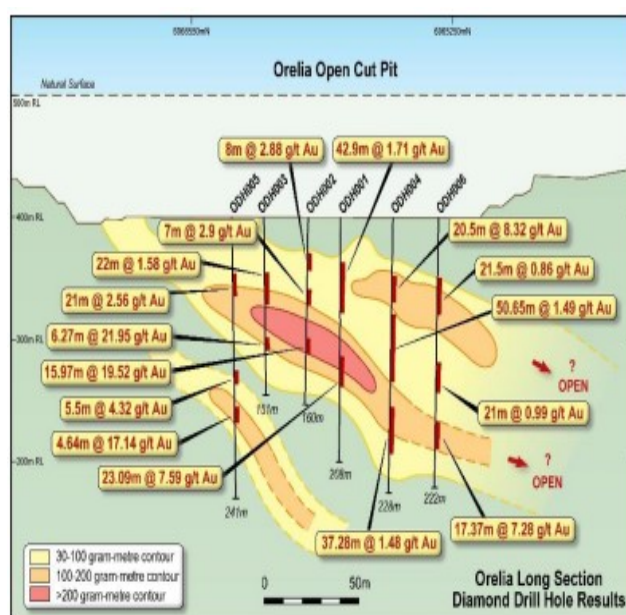 6966550mN
6965250mN
Orelia Open Cut Pit
Natural Surface
500m RL
8m @ 2.88 g/t Au
42.9m @ 1.71 g/t Au
ODH005
ODH003
ODH002
ODH001
ODH004
ODH006
400m RL
7m @ 2.9 g/t Au
20.5m @ 8.32 g/t Au
22m @ 1.58 g/t Au
21.5m @ 0.86 g/t Au
21m @ 2.56 g/t Au
50.65m @ 1.49 g/t Au
300m RL
6.27m @ 21.95 g/t Au
15.97m @ 19.52 g/t Au
?
OPEN
5.5m @ 4.32 g/t Au
151m
160m
21m @ 0.99 g/t Au
4.64m @ 17.14 g/t Au
200m RL
23.09m @ 7.59 g/t Au
?
OPEN
241m
228m
222m
37.28m @ 1.48 g/t Au
17.37m @ 7.28 g/t Au
30-100 gram-metre contour
100-200 gram-metre contour
>200 gram-metre contour
0
50m
Orelia Long Section
Diamond Drill Hole Results